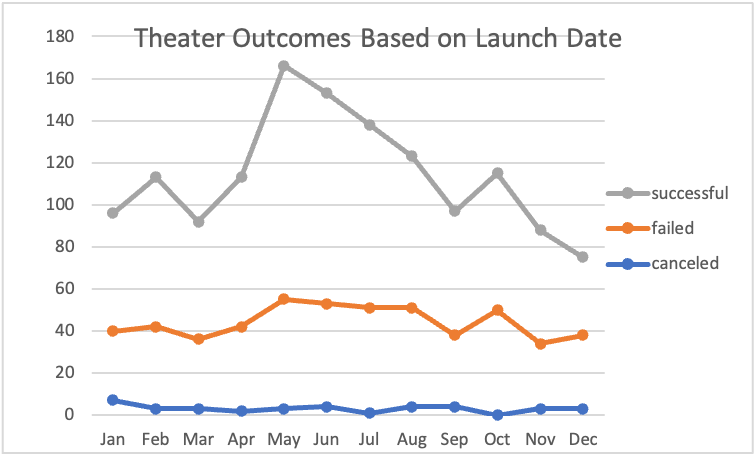 Theater Outcomes Based on Launch Date
180
160
140
120
100
80
60
40
20
0
Jan Feb Mar Apr May Jun Jul Aug Sep Oct Nov Dec
successful
failed
canceled